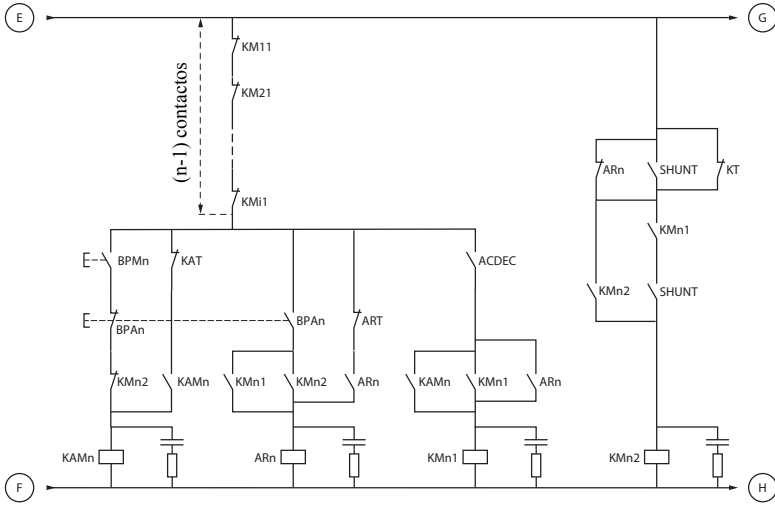 E
G
KM11
KM21
(n-1) contactos
KMi1
ARn
SHUNT
KT
KMn1
KMn2
SHUNT
BPMn
KAT
ACDEC
BPAn
BPAn
ART
KMn2
KAMn
KMn1
KMn2
ARn
KAMn
KMn1
ARn
KAMn
ARn
KMn1
KMn2
F
H